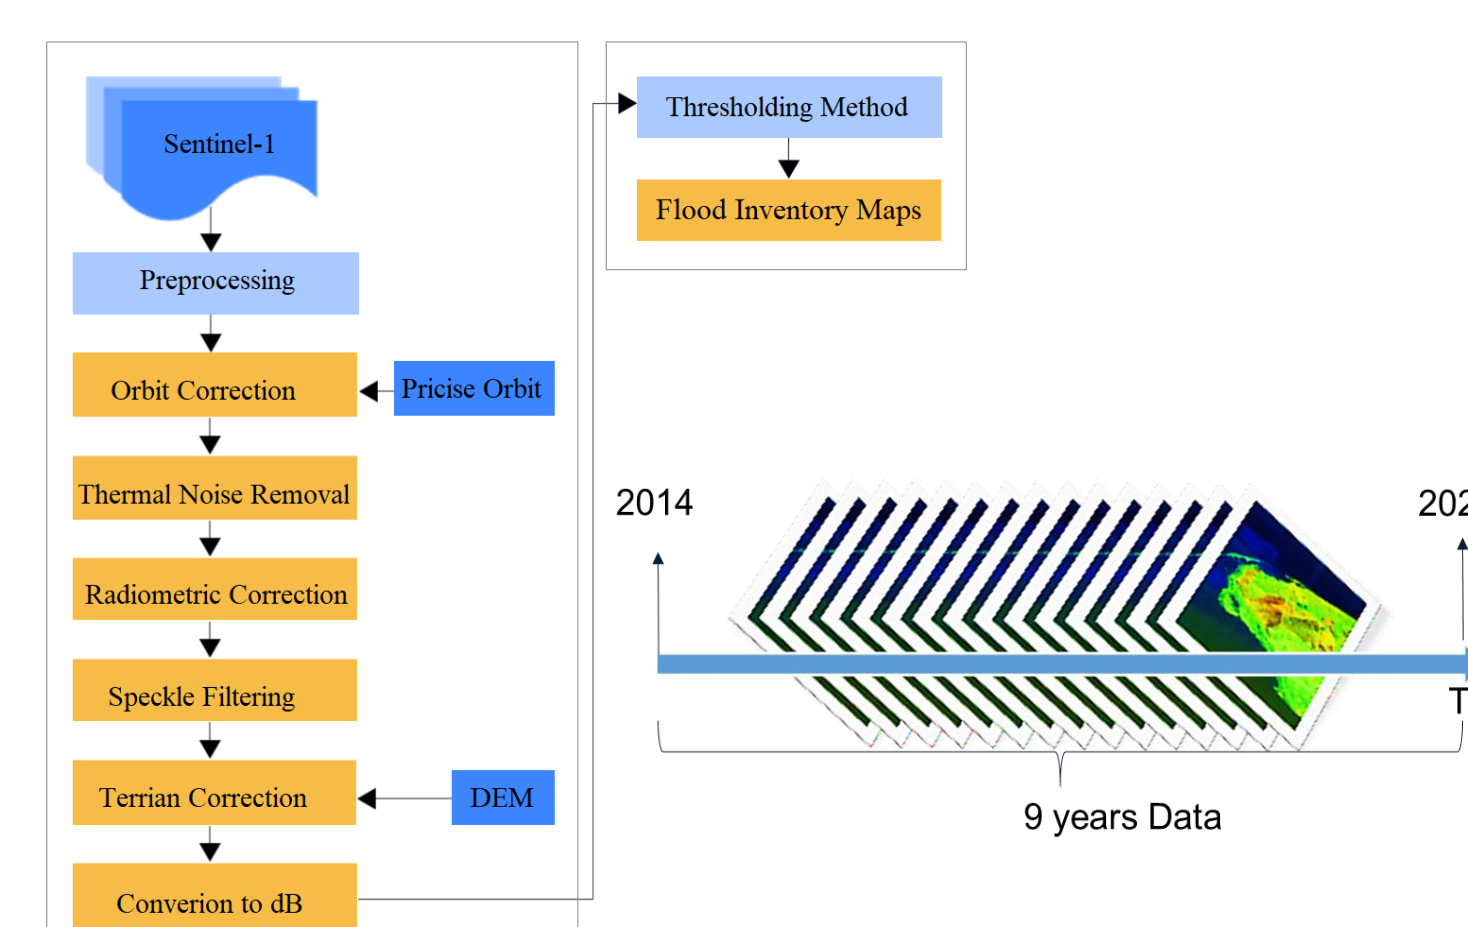 Sentinel-1
Preprocessing
Orbit Correction
Pricise Orbit
Thermal Noise Removal
Radiometric Correction
Speckle Filtering
Terrian Correction
DEM
Converion to dB
Thresholding Method
Flood Inventory Maps
2014
9 years Data